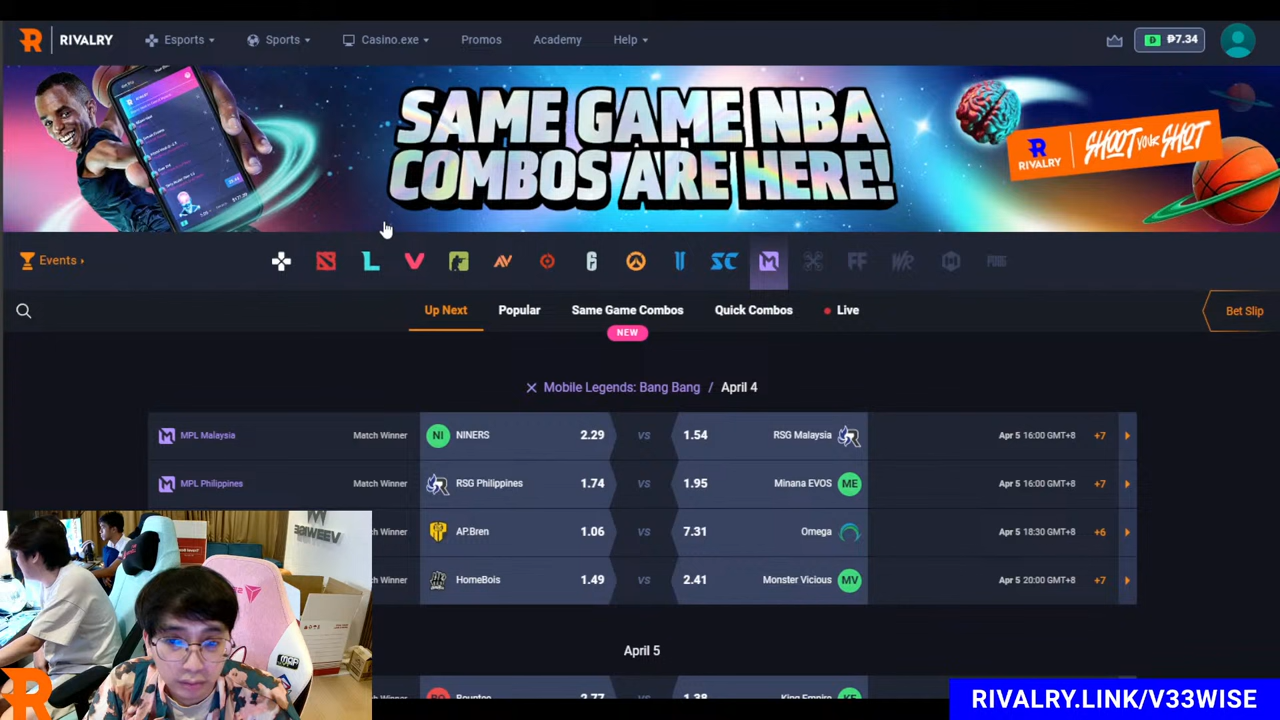 RIVALRY
Esports
Sports
Casino.exe
Promos
Academy
Help
₱7.34
SAME GAME NBA
COMBOS ARE HERE!
RIVALRY
SHOOT YOUR SHOT
Events
Up Next
Popular
Same Game Combos
Quick Combos
Live
NEW
Bet Slip
Mobile Legends: Bang Bang / April 4
MPL Malaysia Match Winner NI NINERS 2.29 VS 1.54 RSG Malaysia Apr 5 16:00 GMT+8 +7
MPL Philippines Match Winner RSG Philippines 1.74 VS 1.95 Minana EVOS ME Apr 5 16:00 GMT+8 +7
Winner AP.Bren 1.06 VS 7.31 Omega Apr 5 18:30 GMT+8 +6
Winner HomeBois 1.49 VS 2.41 Monster Vicious MV Apr 5 20:00 GMT+8 +7
April 5
RIVALRY.LINK/V33WISE